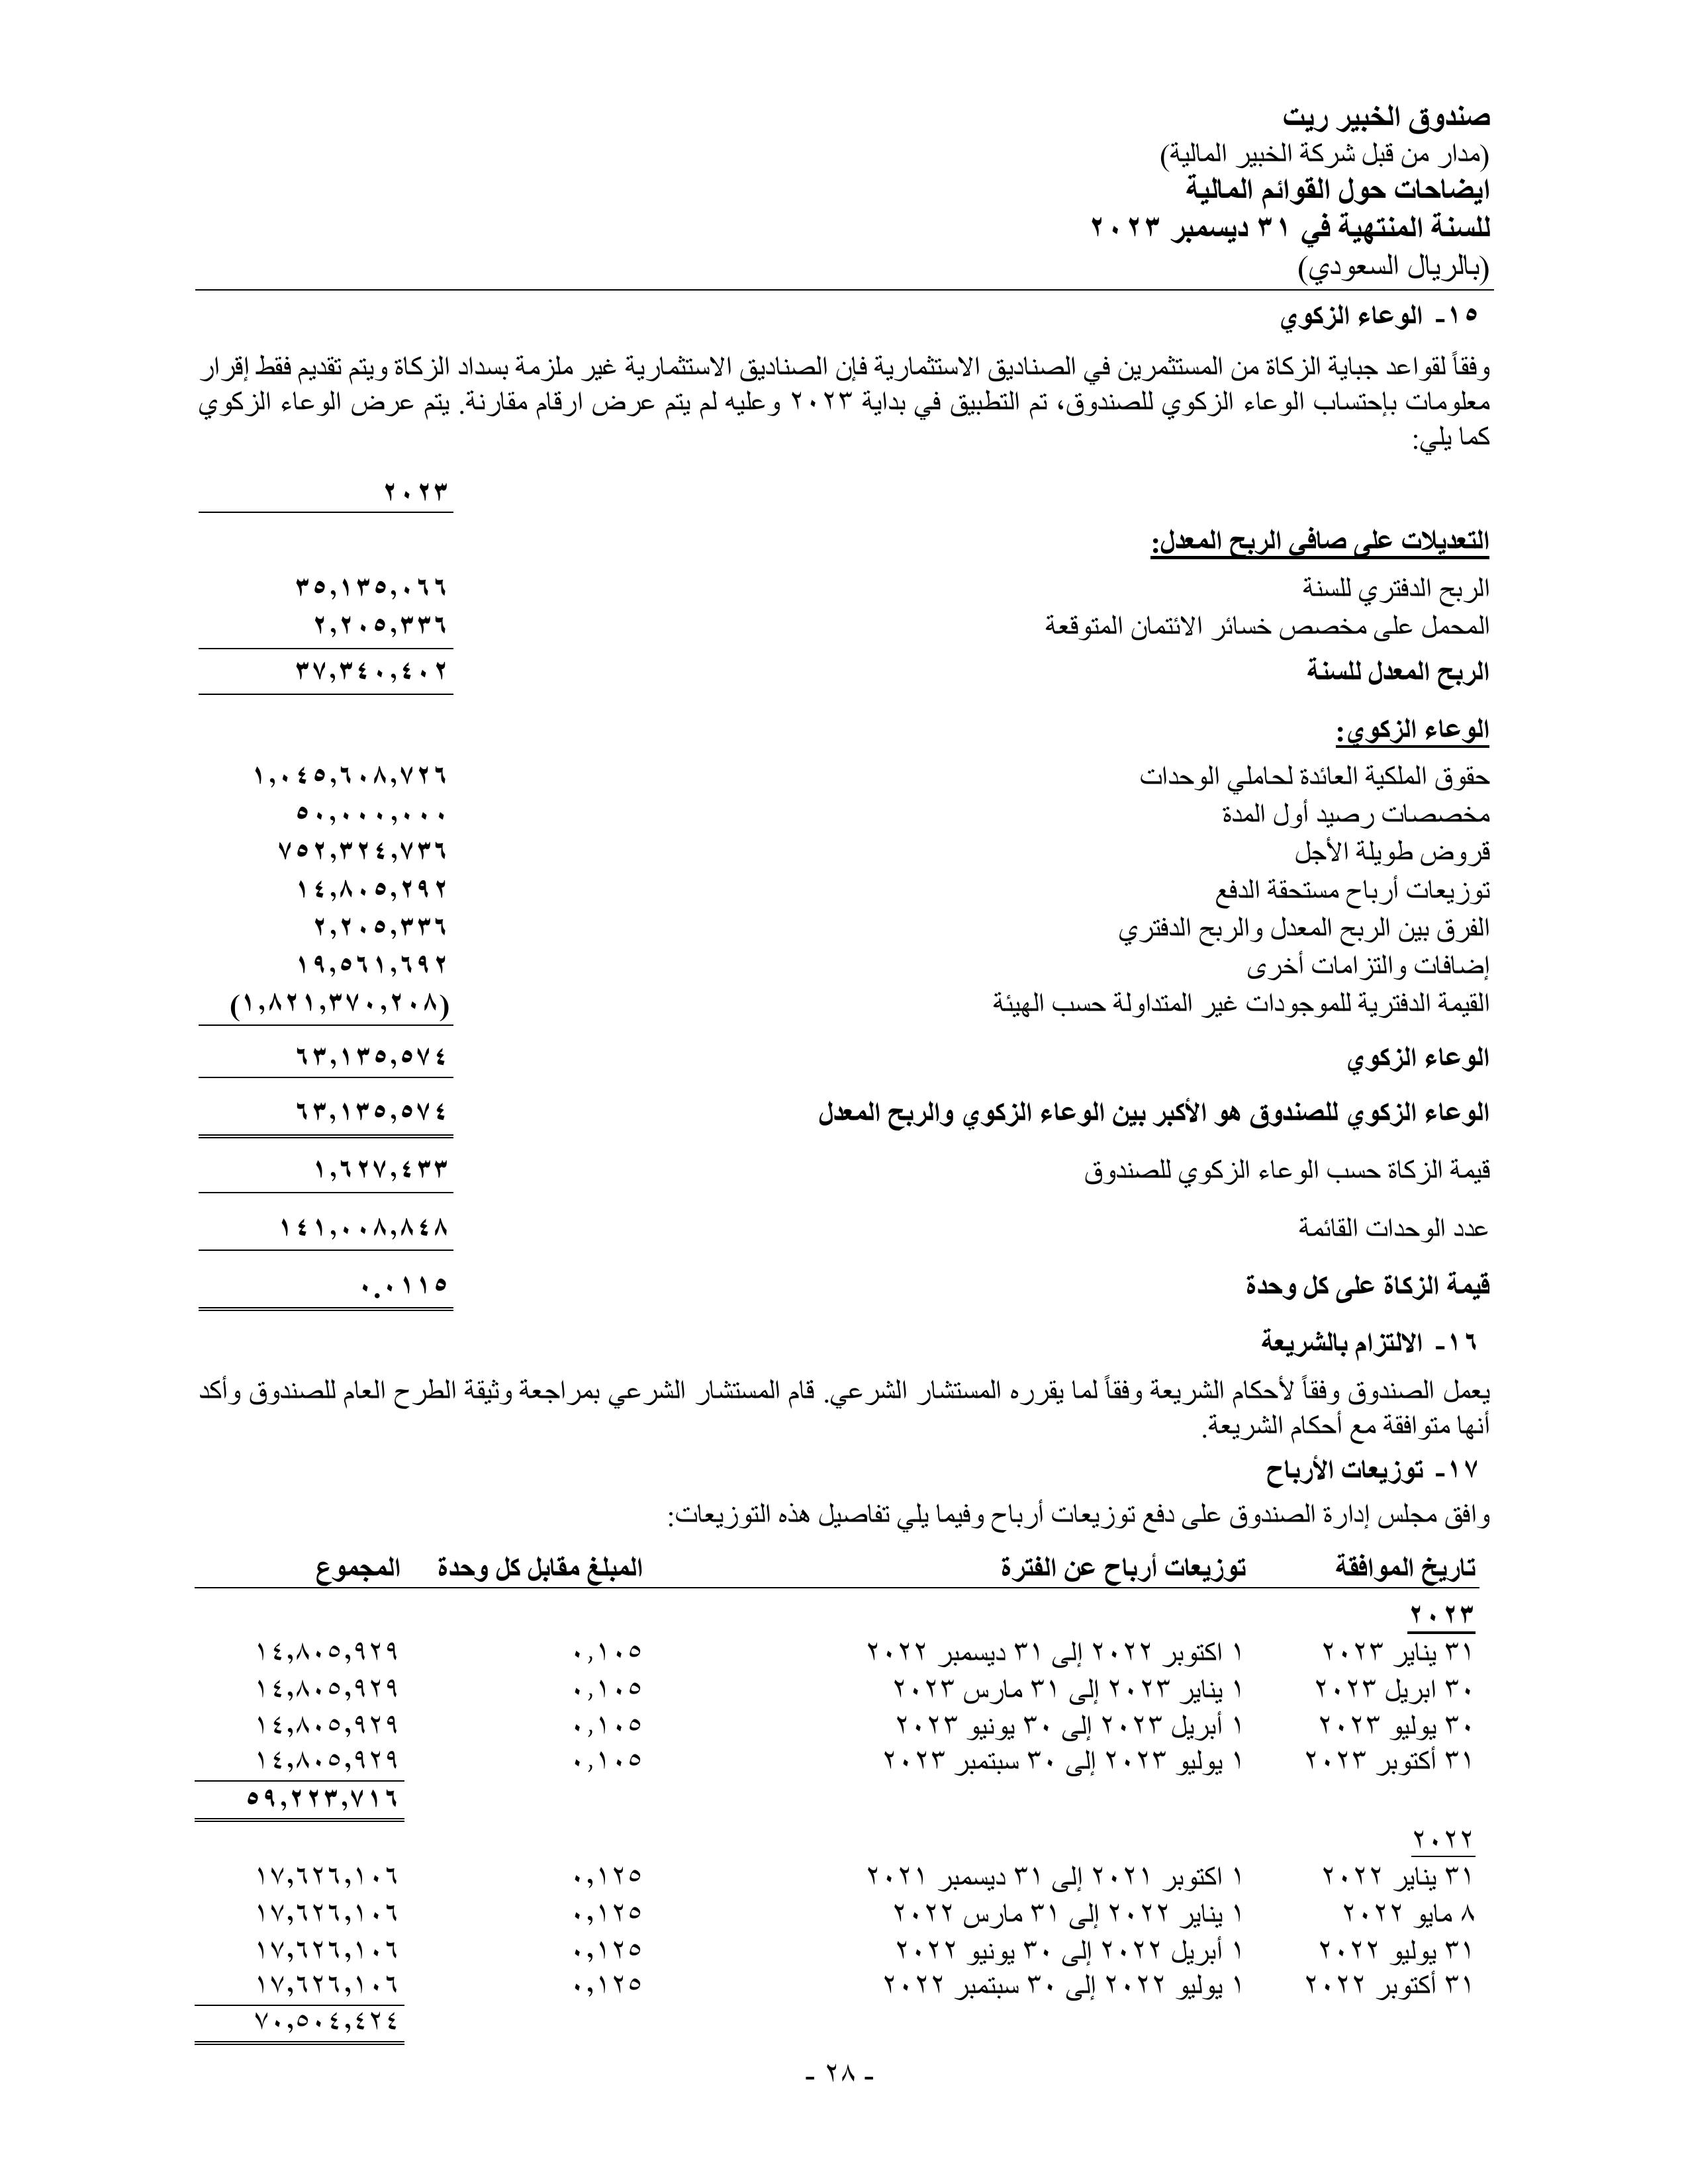 صندوق الخبير ريت
(مدار من قبل شركة الخبير المالية)
ايضاحات حول القوائم المالية
للسنة المنتهية في ٣١ ديسمبر ٢٠٢٣
(بالريال السعودي)
١٥- الوعاء الزكوي
وفقاً لقواعد جباية الزكاة من المستثمرين في الصناديق الاستثمارية فإن الصناديق الاستثمارية غير ملزمة بسداد الزكاة ويتم تقديم فقط إقرار
معلومات بإحتساب الوعاء الزكوي للصندوق، تم التطبيق في بداية ٢٠٢٣ وعليه لم يتم عرض ارقام مقارنة. يتم عرض الوعاء الزكوي
كما يلي:
٢٠٢٣
التعديلات على صافي الربح المعدل:
الربح الدفتري للسنة ٣٥,١٣٥,٠٦٦
المحمل على مخصص خسائر الائتمان المتوقعة ٢,٢٠٥,٣٣٦
الربح المعدل للسنة ٣٧,٣٤٠,٤٠٢
الوعاء الزكوي:
حقوق الملكية العائدة لحاملي الوحدات ١,٠٤٥,٦٠٨,٧٢٦
مخصصات رصيد أول المدة ٥٠,٠٠٠,٠٠٠
قروض طويلة الأجل ٧٥٢,٣٢٤,٧٣٦
توزيعات أرباح مستحقة الدفع ١٤,٨٠٥,٢٩٢
الفرق بين الربح المعدل والربح الدفتري ٢,٢٠٥,٣٣٦
إضافات والتزامات أخرى ١٩,٥٦١,٦٩٢
القيمة الدفترية للموجودات غير المتداولة حسب الهيئة (١,٨٢١,٣٧٠,٢٠٨)
الوعاء الزكوي ٦٣,١٣٥,٥٧٤
الوعاء الزكوي للصندوق هو الأكبر بين الوعاء الزكوي والربح المعدل ٦٣,١٣٥,٥٧٤
قيمة الزكاة حسب الوعاء الزكوي للصندوق ١,٦٢٧,٤٣٣
عدد الوحدات القائمة ١٤١,٠٠٨,٨٤٨
قيمة الزكاة على كل وحدة ٠.٠١١٥
١٦- الالتزام بالشريعة
يعمل الصندوق وفقاً لأحكام الشريعة وفقاً لما يقرره المستشار الشرعي. قام المستشار الشرعي بمراجعة وثيقة الطرح العام للصندوق وأكد
أنها متوافقة مع أحكام الشريعة.
١٧- توزيعات الأرباح
وافق مجلس إدارة الصندوق على دفع توزيعات أرباح وفيما يلي تفاصيل هذه التوزيعات:
تاريخ الموافقة توزيعات أرباح عن الفترة المبلغ مقابل كل وحدة المجموع
٢٠٢٣
٣١ يناير ٢٠٢٣ ١ اكتوبر ٢٠٢٢ إلى ٣١ ديسمبر ٢٠٢٢ ٠,١٠٥ ١٤,٨٠٥,٩٢٩
٣٠ ابريل ٢٠٢٣ ١ يناير ٢٠٢٣ إلى ٣١ مارس ٢٠٢٣ ٠,١٠٥ ١٤,٨٠٥,٩٢٩
٣٠ يوليو ٢٠٢٣ ١ أبريل ٢٠٢٣ إلى ٣٠ يونيو ٢٠٢٣ ٠,١٠٥ ١٤,٨٠٥,٩٢٩
٣١ أكتوبر ٢٠٢٣ ١ يوليو ٢٠٢٣ إلى ٣٠ سبتمبر ٢٠٢٣ ٠,١٠٥ ١٤,٨٠٥,٩٢٩
٥٩,٢٢٣,٧١٦
٢٠٢٢
٣١ يناير ٢٠٢٢ ١ اكتوبر ٢٠٢١ إلى ٣١ ديسمبر ٢٠٢١ ٠,١٢٥ ١٧,٦٢٦,١٠٦
٨ مايو ٢٠٢٢ ١ يناير ٢٠٢٢ إلى ٣١ مارس ٢٠٢٢ ٠,١٢٥ ١٧,٦٢٦,١٠٦
٣١ يوليو ٢٠٢٢ ١ أبريل ٢٠٢٢ إلى ٣٠ يونيو ٢٠٢٢ ٠,١٢٥ ١٧,٦٢٦,١٠٦
٣١ أكتوبر ٢٠٢٢ ١ يوليو ٢٠٢٢ إلى ٣٠ سبتمبر ٢٠٢٢ ٠,١٢٥ ١٧,٦٢٦,١٠٦
٧٠,٥٠٤,٤٢٤
- ٢٨ -